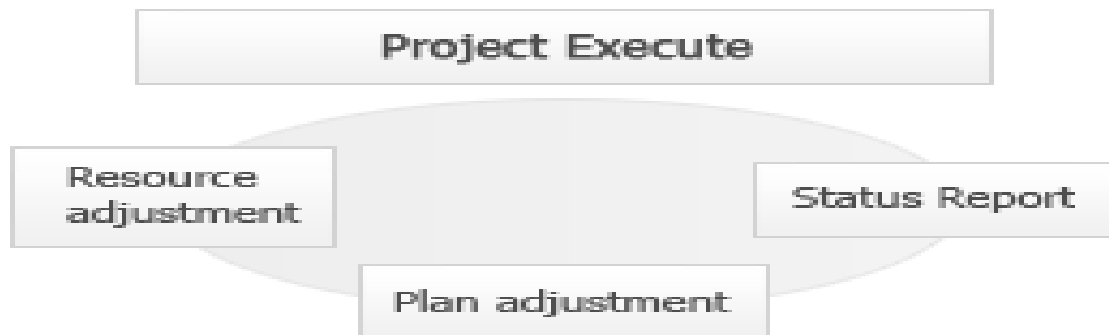 Project Execute
Resource
adjustment
Status Report
Plan adjustment